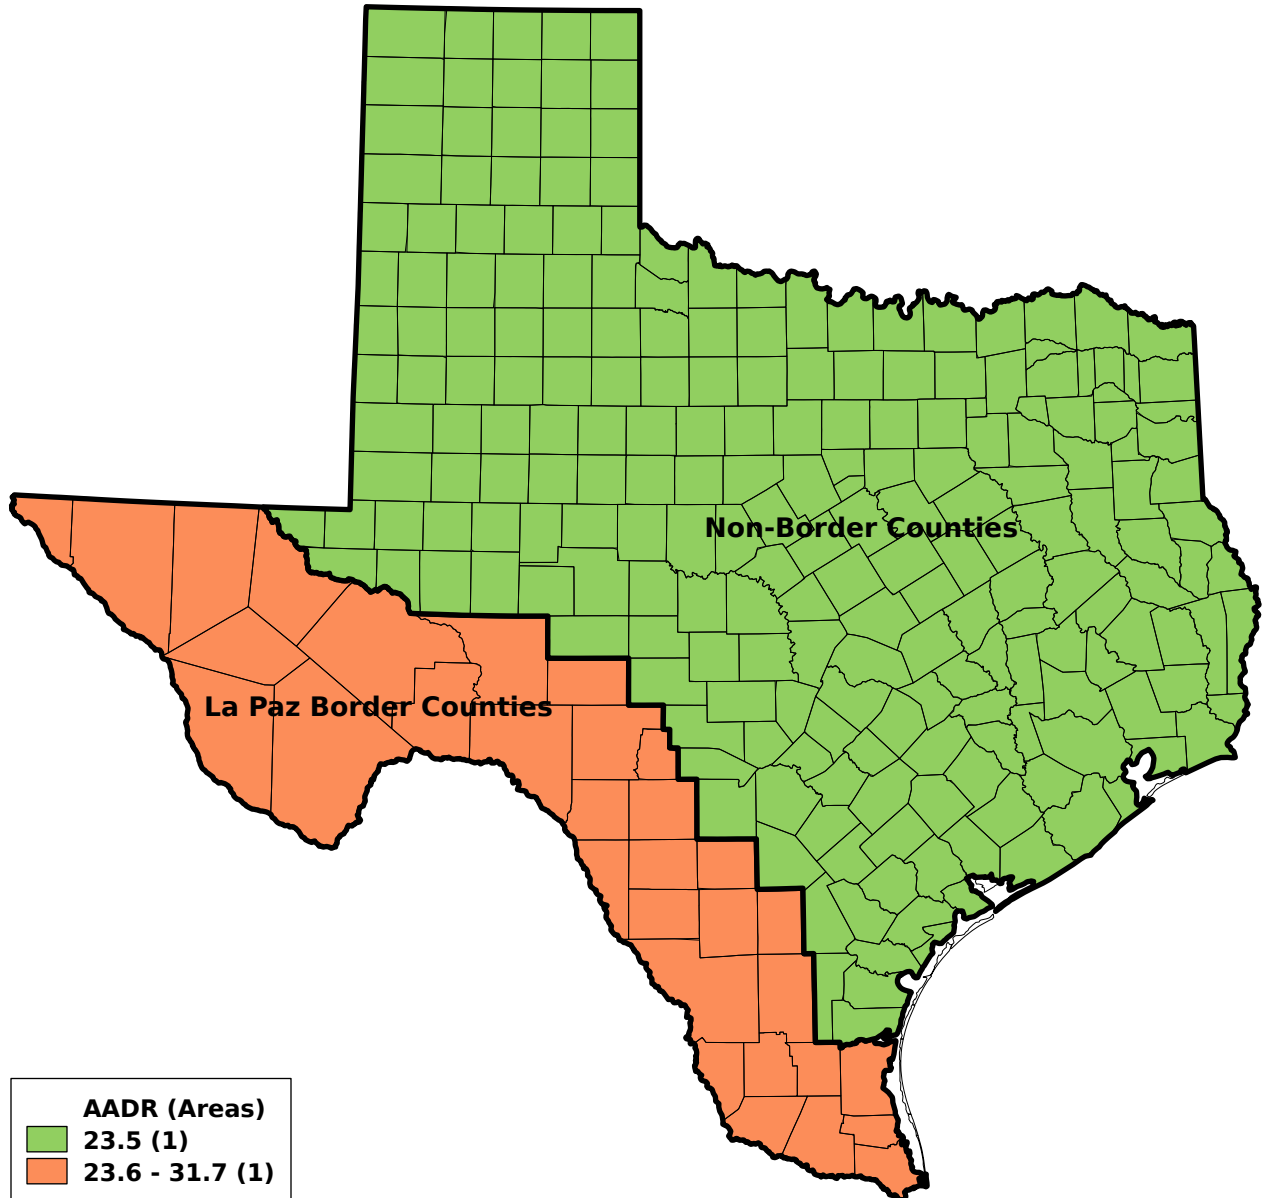 Non-Border Counties
La Paz Border Counties
AADR (Areas)
23.5 (1)
23.6 - 31.7 (1)